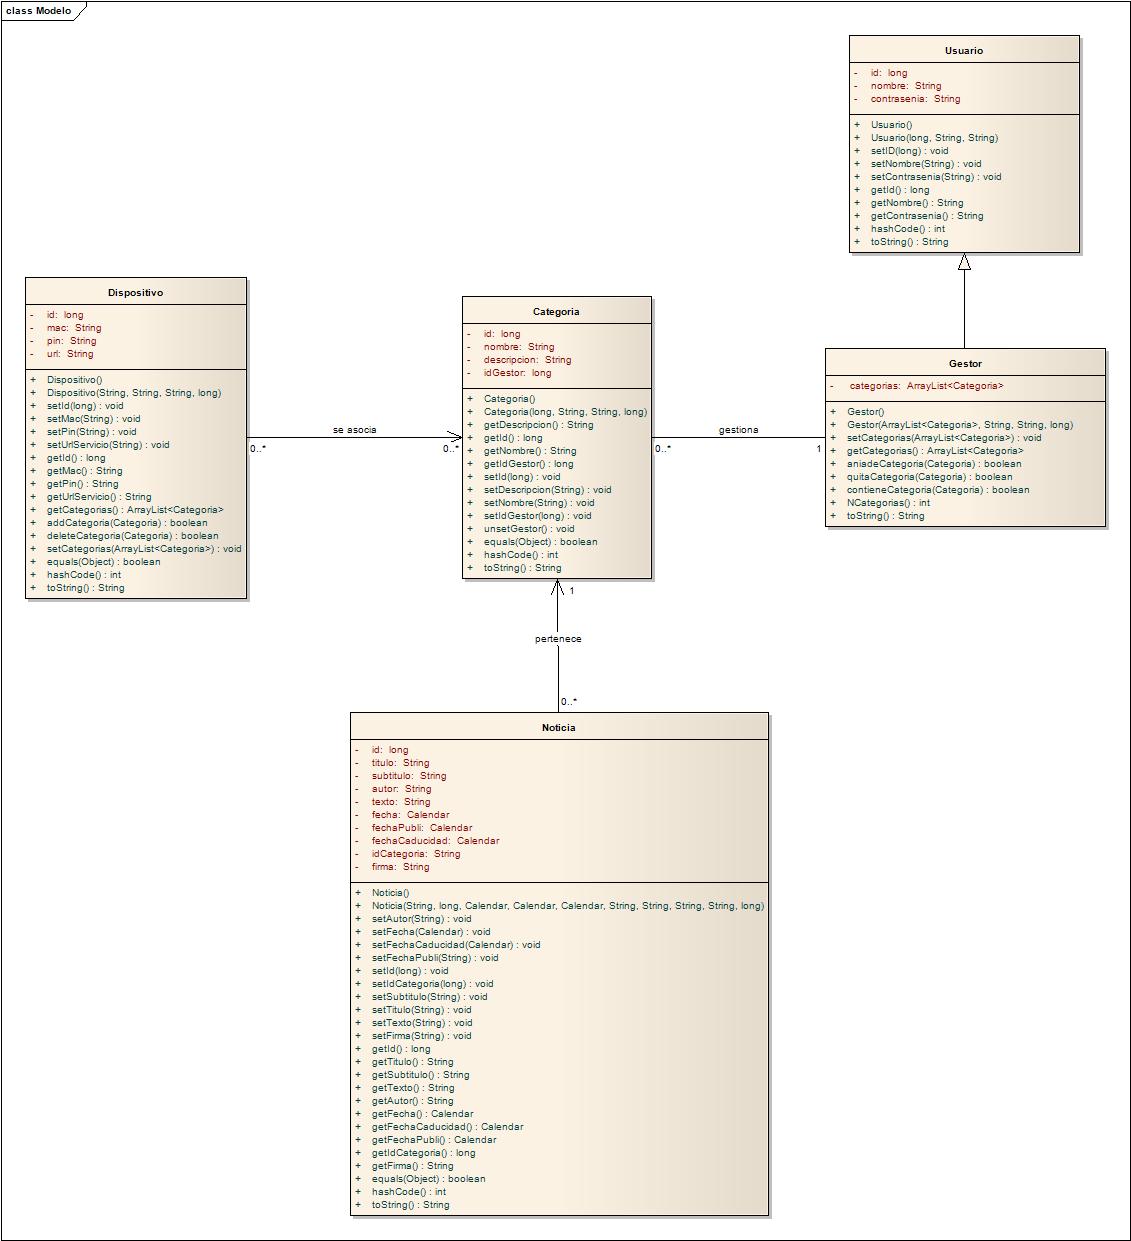 class Modelo
Usuario
- id: long
- nombre: String
- contrasenia: String
+ Usuario()
+ Usuario(long, String, String)
+ setID(long) : void
+ setNombre(String) : void
+ setContrasenia(String) : void
+ getId() : long
+ getNombre() : String
+ getContrasenia() : String
+ hashCode() : int
+ toString() : String
Dispositivo
- id: long
- mac: String
- pin: String
- url: String
+ Dispositivo()
+ Dispositivo(String, String, String, long)
+ setId(long) : void
+ setMac(String) : void
+ setPin(String) : void
+ setUrlServicio(String) : void
+ getId() : long
+ getMac() : String
+ getPin() : String
+ getUrlServicio() : String
+ getCategorias() : ArrayList<Categoria>
+ addCategoria(Categoria) : boolean
+ deleteCategoria(Categoria) : boolean
+ setCategorias(ArrayList<Categoria>) : void
+ equals(Object) : boolean
+ hashCode() : int
+ toString() : String
se asocia
0..*
0..*
Categoria
- id: long
- nombre: String
- descripcion: String
- idGestor: long
+ Categoria()
+ Categoria(long, String, String, long)
+ getDescripcion() : String
+ getId() : long
+ getNombre() : String
+ getIdGestor() : long
+ setId(long) : void
+ setDescripcion(String) : void
+ setNombre(String) : void
+ setIdGestor(long) : void
+ unsetGestor() : void
+ equals(Object) : boolean
+ hashCode() : int
+ toString() : String
gestiona
0..*
1
Gestor
- categorias: ArrayList<Categoria>
+ Gestor()
+ Gestor(ArrayList<Categoria>, String, String, long)
+ setCategorias(ArrayList<Categoria>) : void
+ getCategorias() : ArrayList<Categoria>
+ aniadeCategoria(Categoria) : boolean
+ quitaCategoria(Categoria) : boolean
+ contieneCategoria(Categoria) : boolean
+ NCategorias() : int
+ toString() : String
1
pertenece
0..*
Noticia
- id: long
- titulo: String
- subtitulo: String
- autor: String
- texto: String
- fecha: Calendar
- fechaPubli: Calendar
- fechaCaducidad: Calendar
- idCategoria: String
- firma: String
+ Noticia()
+ Noticia(String, long, Calendar, Calendar, Calendar, String, String, String, String, long)
+ setAutor(String) : void
+ setFecha(Calendar) : void
+ setFechaCaducidad(Calendar) : void
+ setFechaPubli(String) : void
+ setId(long) : void
+ setIdCategoria(long) : void
+ setSubtitulo(String) : void
+ setTitulo(String) : void
+ setTexto(String) : void
+ setFirma(String) : void
+ getId() : long
+ getTitulo() : String
+ getSubtitulo() : String
+ getTexto() : String
+ getAutor() : String
+ getFecha() : Calendar
+ getFechaCaducidad() : Calendar
+ getFechaPubli() : Calendar
+ getIdCategoria() : long
+ getFirma() : String
+ equals(Object) : boolean
+ hashCode() : int
+ toString() : String